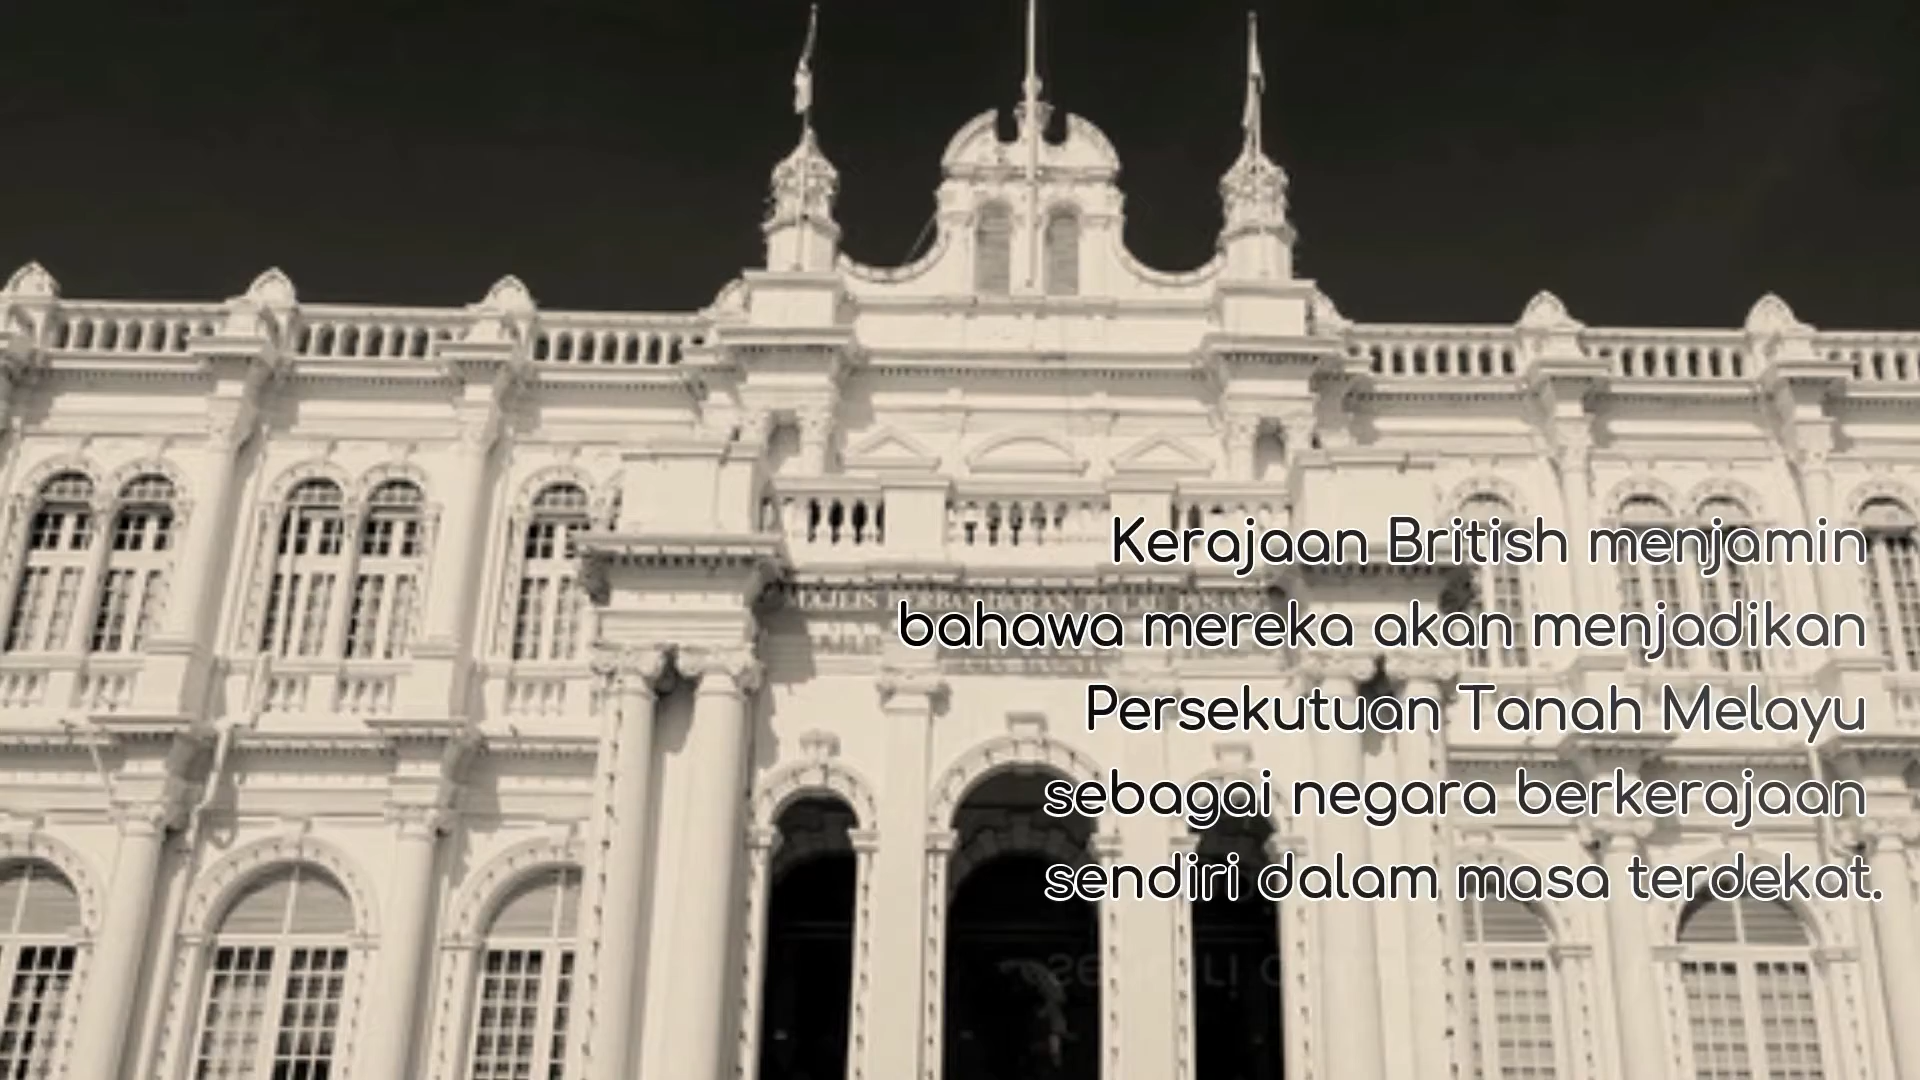 Kerajaan British menjamin
bahawa mereka akan menjadikan
Persekutuan Tanah Melayu
sebagai negara berkerajaan
sendiri dalam masa terdekat.